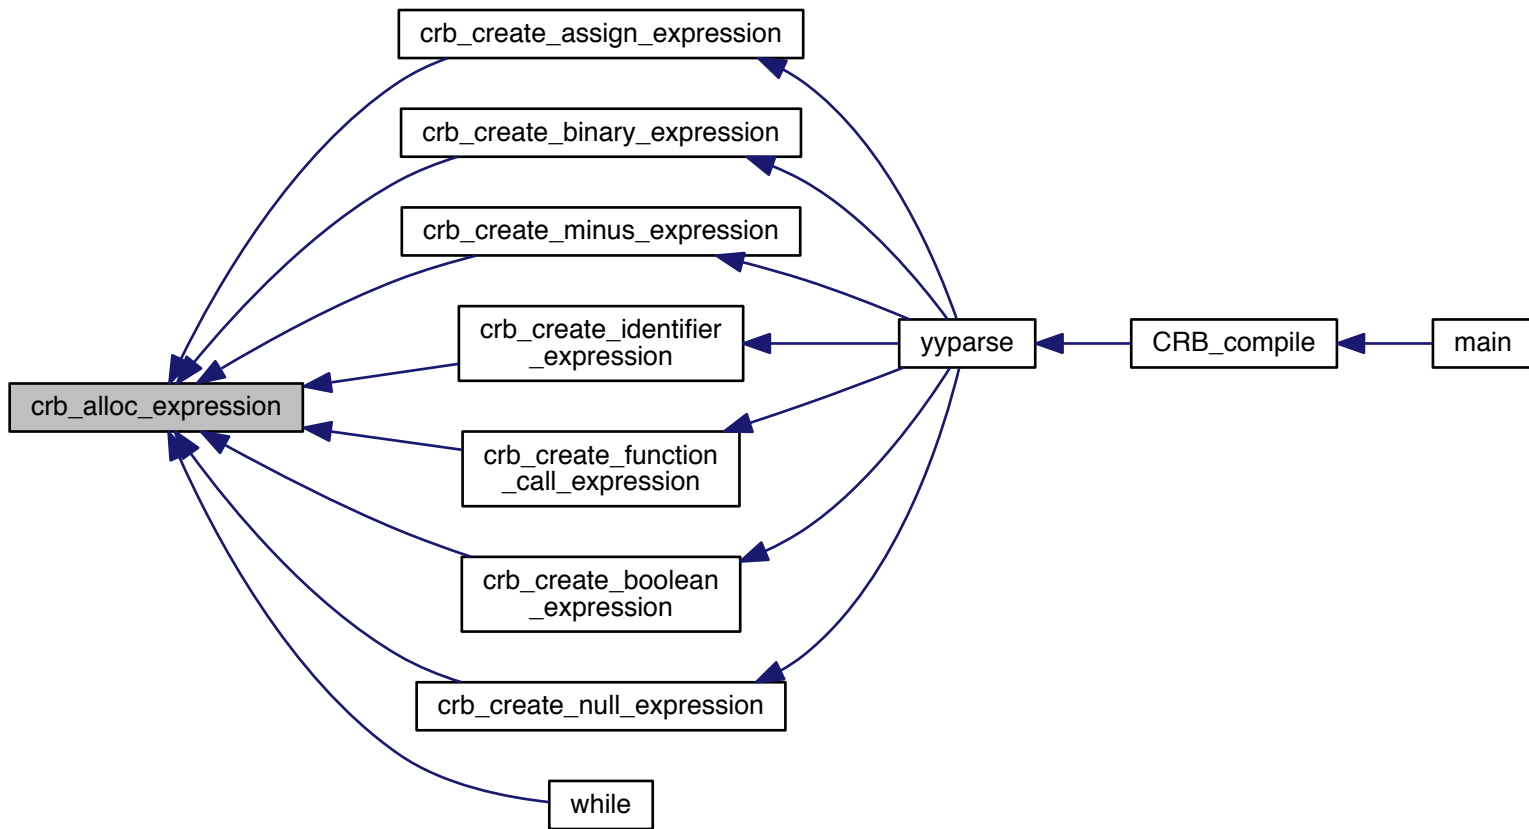 crb_create_assign_expression
crb_create_binary_expression
crb_create_minus_expression
crb_create_identifier
_expression
yyparse
CRB_compile
main
crb_alloc_expression
crb_create_function
_call_expression
crb_create_boolean
_expression
crb_create_null_expression
while